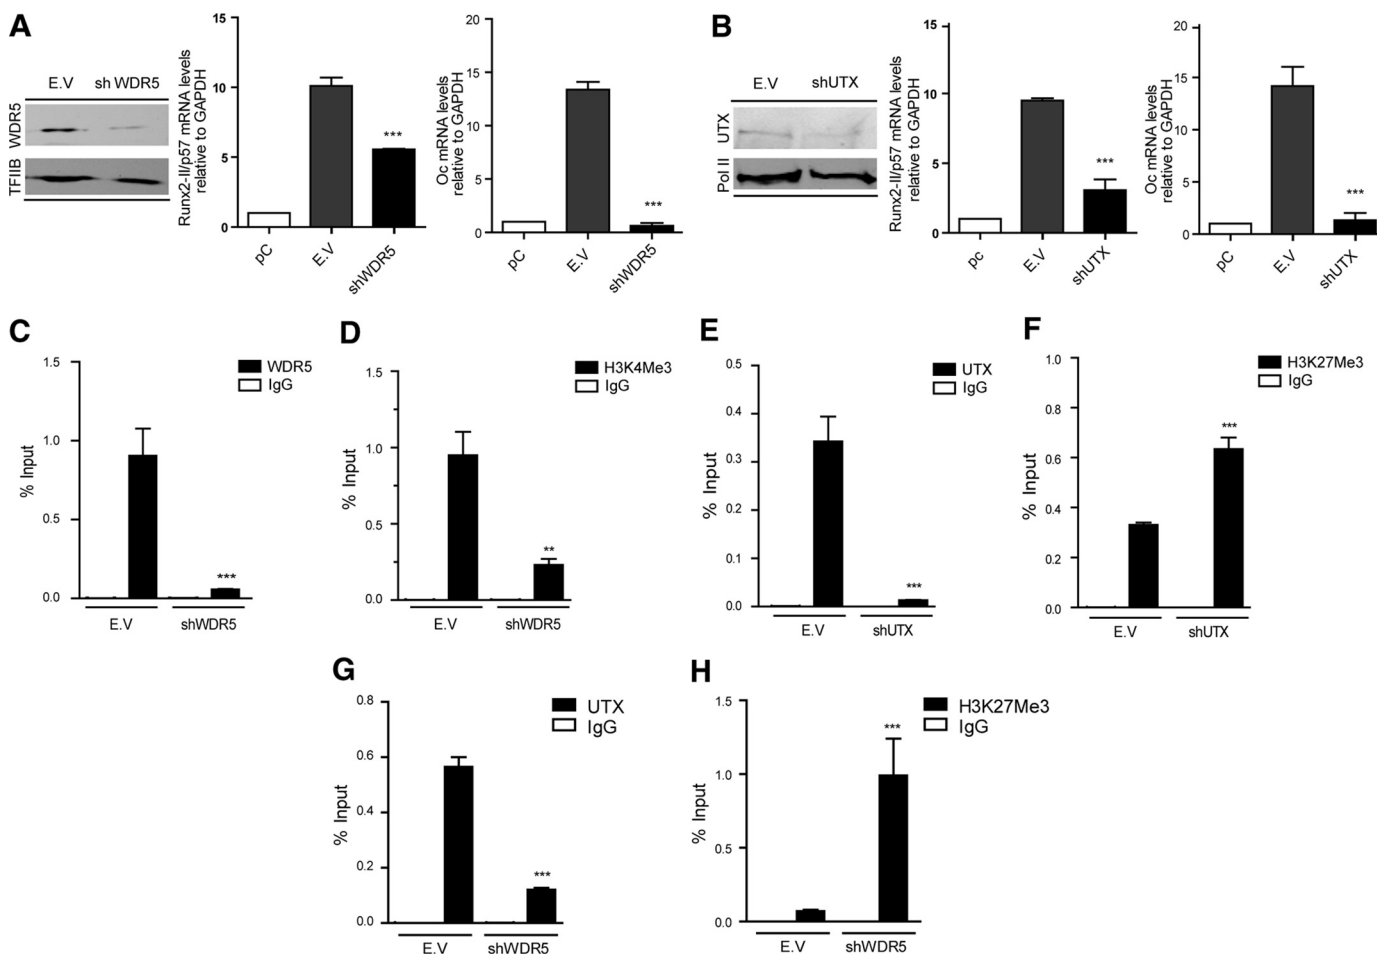 A
E.V sh WDR5
WDR5
TFIIB
Runx2-II/p57 mRNA levels
relative to GAPDH
15
10
5
0
pC
E.V
shWDR5
***
Oc mRNA levels
relative to GAPDH
20
15
10
5
0
pC
E.V
shWDR5
***
B
E.V shUTX
UTX
Pol II
Runx2-II/p57 mRNA levels
relative to GAPDH
15
10
5
0
pc
E.V
shUTX
***
Oc mRNA levels
relative to GAPDH
20
15
10
5
0
pC
E.V
shUTX
***
C
WDR5
IgG
% Input
1.5
1.0
0.5
0.0
***
E.V shWDR5
D
H3K4Me3
IgG
% Input
1.5
1.0
0.5
0.0
**
E.V shWDR5
E
UTX
IgG
% Input
0.5
0.4
0.3
0.2
0.1
0.0
***
E.V shUTX
F
H3K27Me3
IgG
% Input
1.0
0.8
0.6
0.4
0.2
0.0
***
E.V shUTX
G
UTX
IgG
% Input
0.8
0.6
0.4
0.2
0.0
***
E.V shWDR5
H
H3K27Me3
IgG
% Input
1.5
1.0
0.5
0.0
***
E.V shWDR5